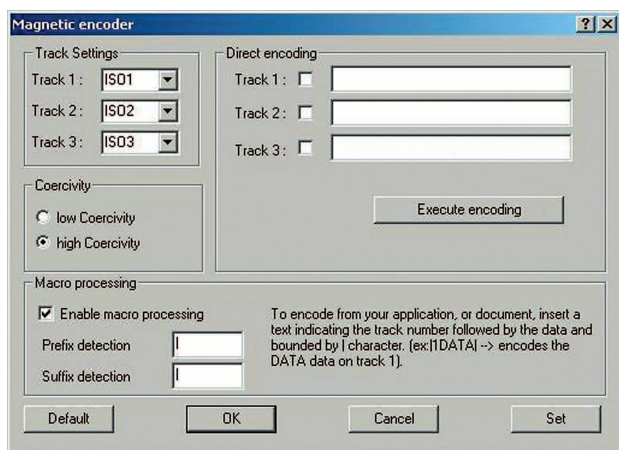 Magnetic encoder
Track Settings
Track 1 : ISO1
Track 2 : ISO2
Track 3 : ISO3
Direct encoding
Track 1 :
Track 2 :
Track 3 :
Execute encoding
Coercivity
low Coercivity
high Coercivity
Macro processing
Enable macro processing
Prefix detection |
Suffix detection |
To encode from your application, or document, insert a
text indicating the track number followed by the data and
bounded by | character. (ex:|1DATA| --> encodes the
DATA data on track 1).
Default
OK
Cancel
Set